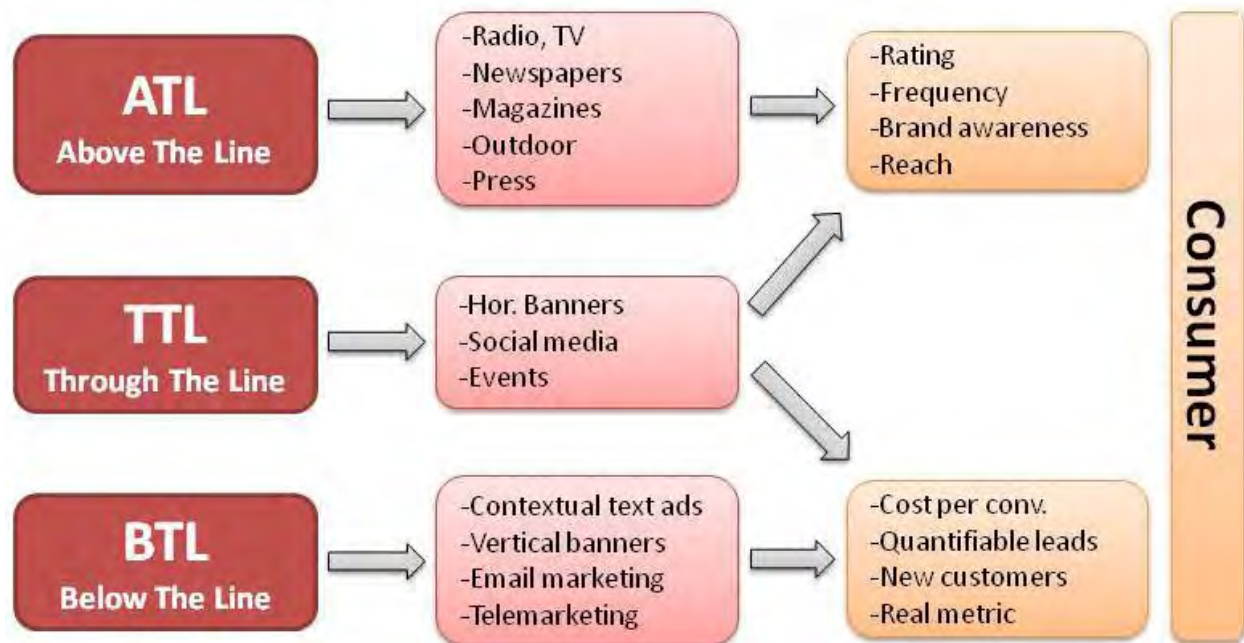 ATL
Above The Line
-Radio, TV
-Newspapers
-Magazines
-Outdoor
-Press
-Rating
-Frequency
-Brand awareness
-Reach
TTL
Through The Line
-Hor. Banners
-Social media
-Events
BTL
Below The Line
-Contextual text ads
-Vertical banners
-Email marketing
-Telemarketing
-Cost per conv.
-Quantifiable leads
-New customers
-Real metric
Consumer